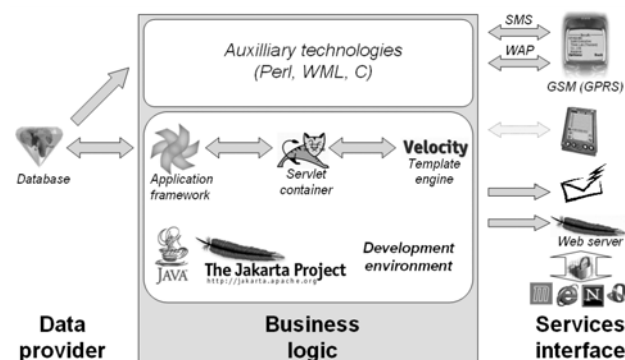 Auxilliary technologies
(Perl, WML, C)
SMS
WAP
GSM (GPRS)
Database
Application
framework
Servlet
container
Velocity
Template
engine
JAVA
The Jakarta Project
http://jakarta.apache.org/
Development
environment
Web server
Data
provider
Business
logic
Services
interface